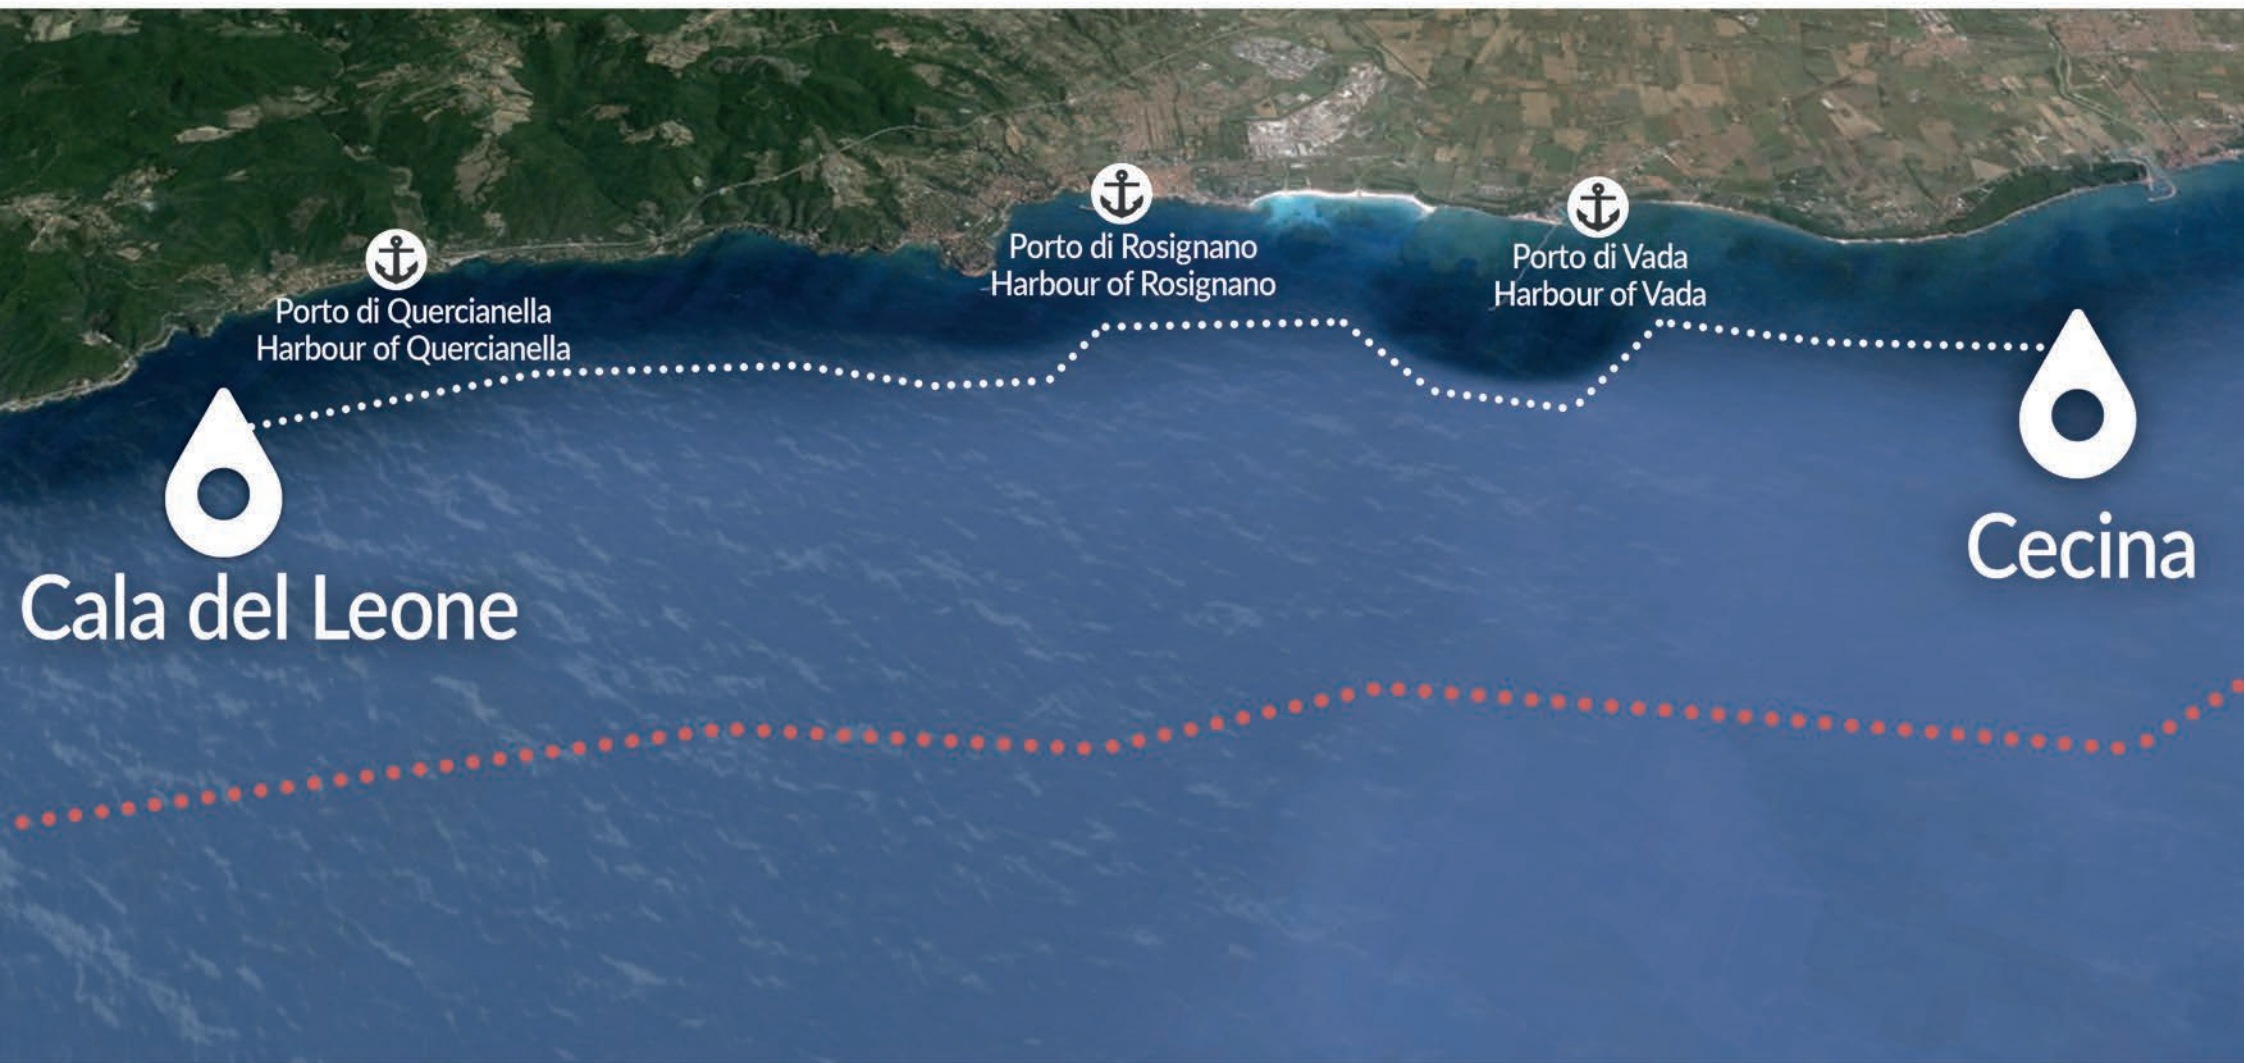 Porto di Quercianella
Harbour of Quercianella
Porto di Rosignano
Harbour of Rosignano
Porto di Vada
Harbour of Vada
Cala del Leone
Cecina